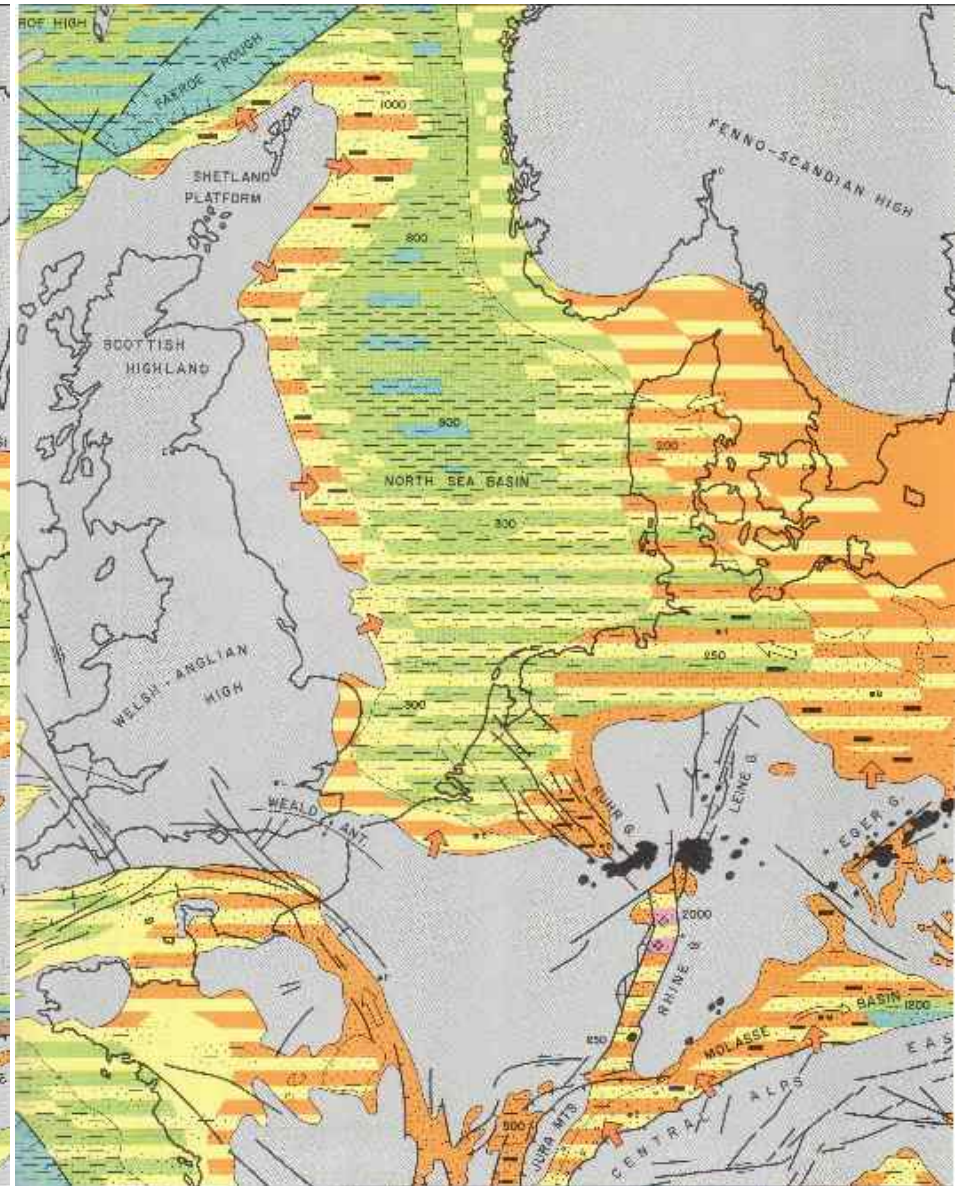 ROE HIGH
FAEROE TROUGH
1000
FENNO-SCANDIAN HIGH
SHETLAND
PLATFORM
800
SCOTTISH
HIGHLAND
800
200
NORTH SEA BASIN
300
250
WELSH-ANGLIAN
HIGH
300
WEALD ANT.
RUHR G.
LEINE G.
EGER G.
2000
RHINE G.
250
MOLASSE BASIN
1200
EAS
CENTRAL ALPS
JURA MTS
500